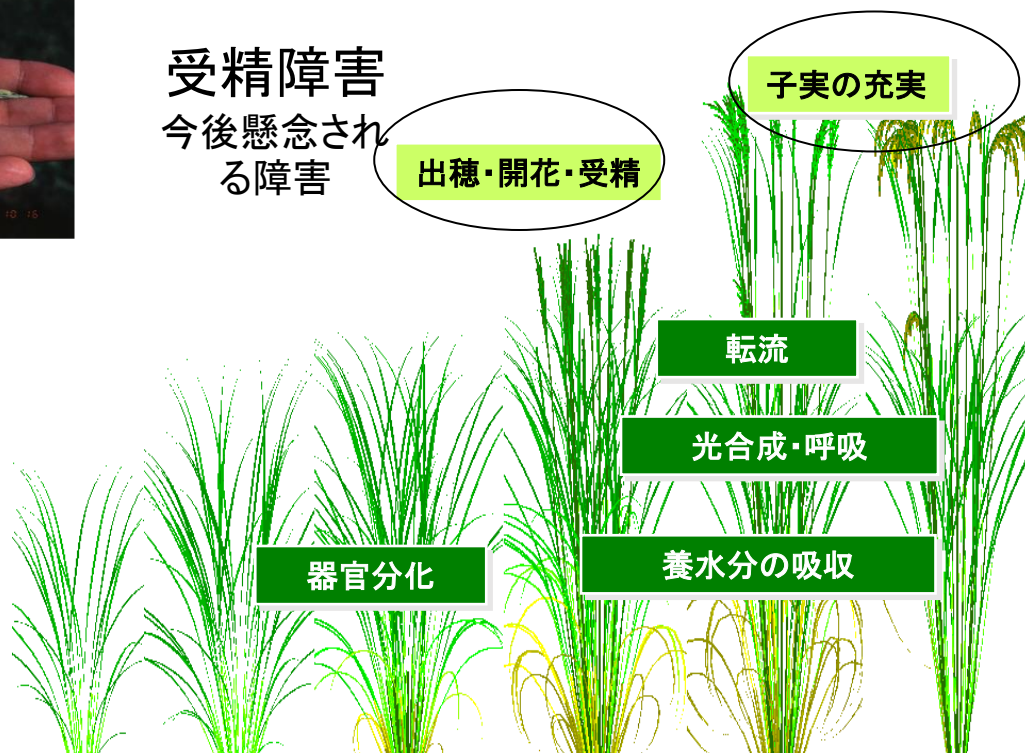 受精障害
今後懸念され
る障害
出穂・開花・受精
子実の充実
転流
光合成・呼吸
器官分化
養水分の吸収
10 16